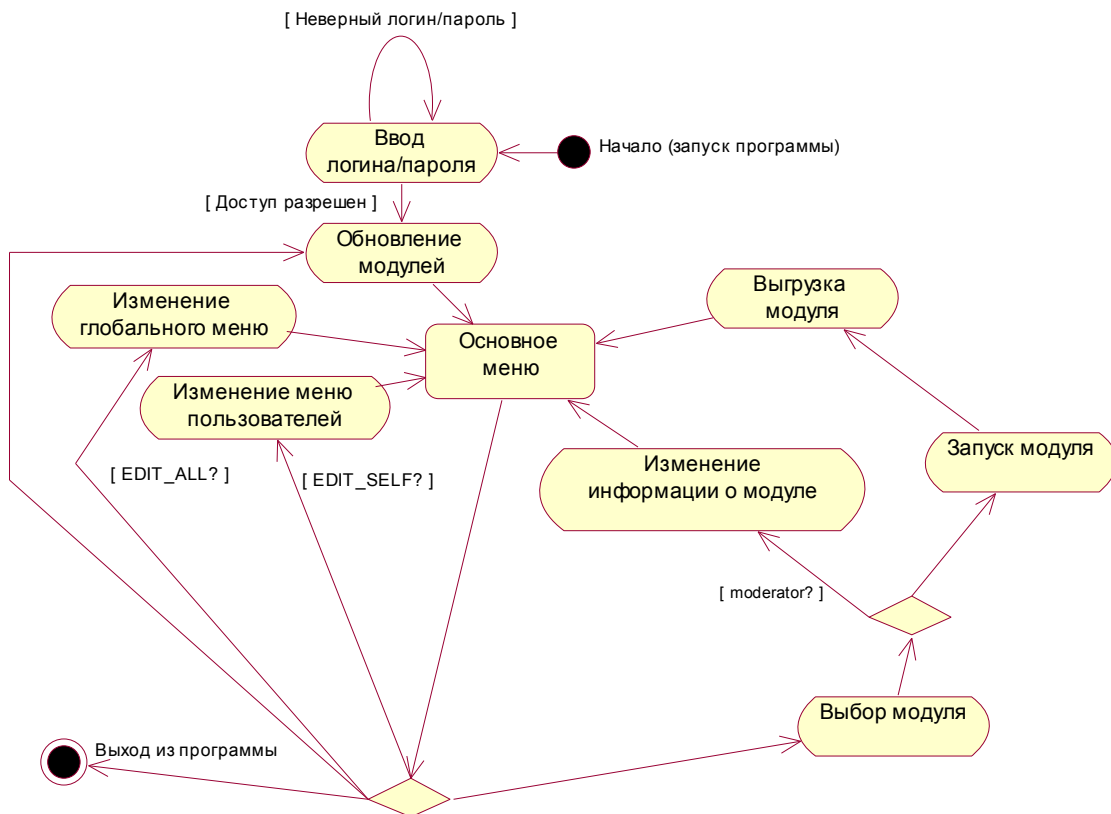 [ Неверный логин/пароль ]
Ввод
логина/пароля
Начало (запуск программы)
[ Доступ разрешен ]
Обновление
модулей
Изменение
глобального меню
Выгрузка
модуля
Основное
меню
Изменение меню
пользователей
[ EDIT_ALL? ]
[ EDIT_SELF? ]
Изменение
информации о модуле
Запуск модуля
[ moderator? ]
Выбор модуля
Выход из программы